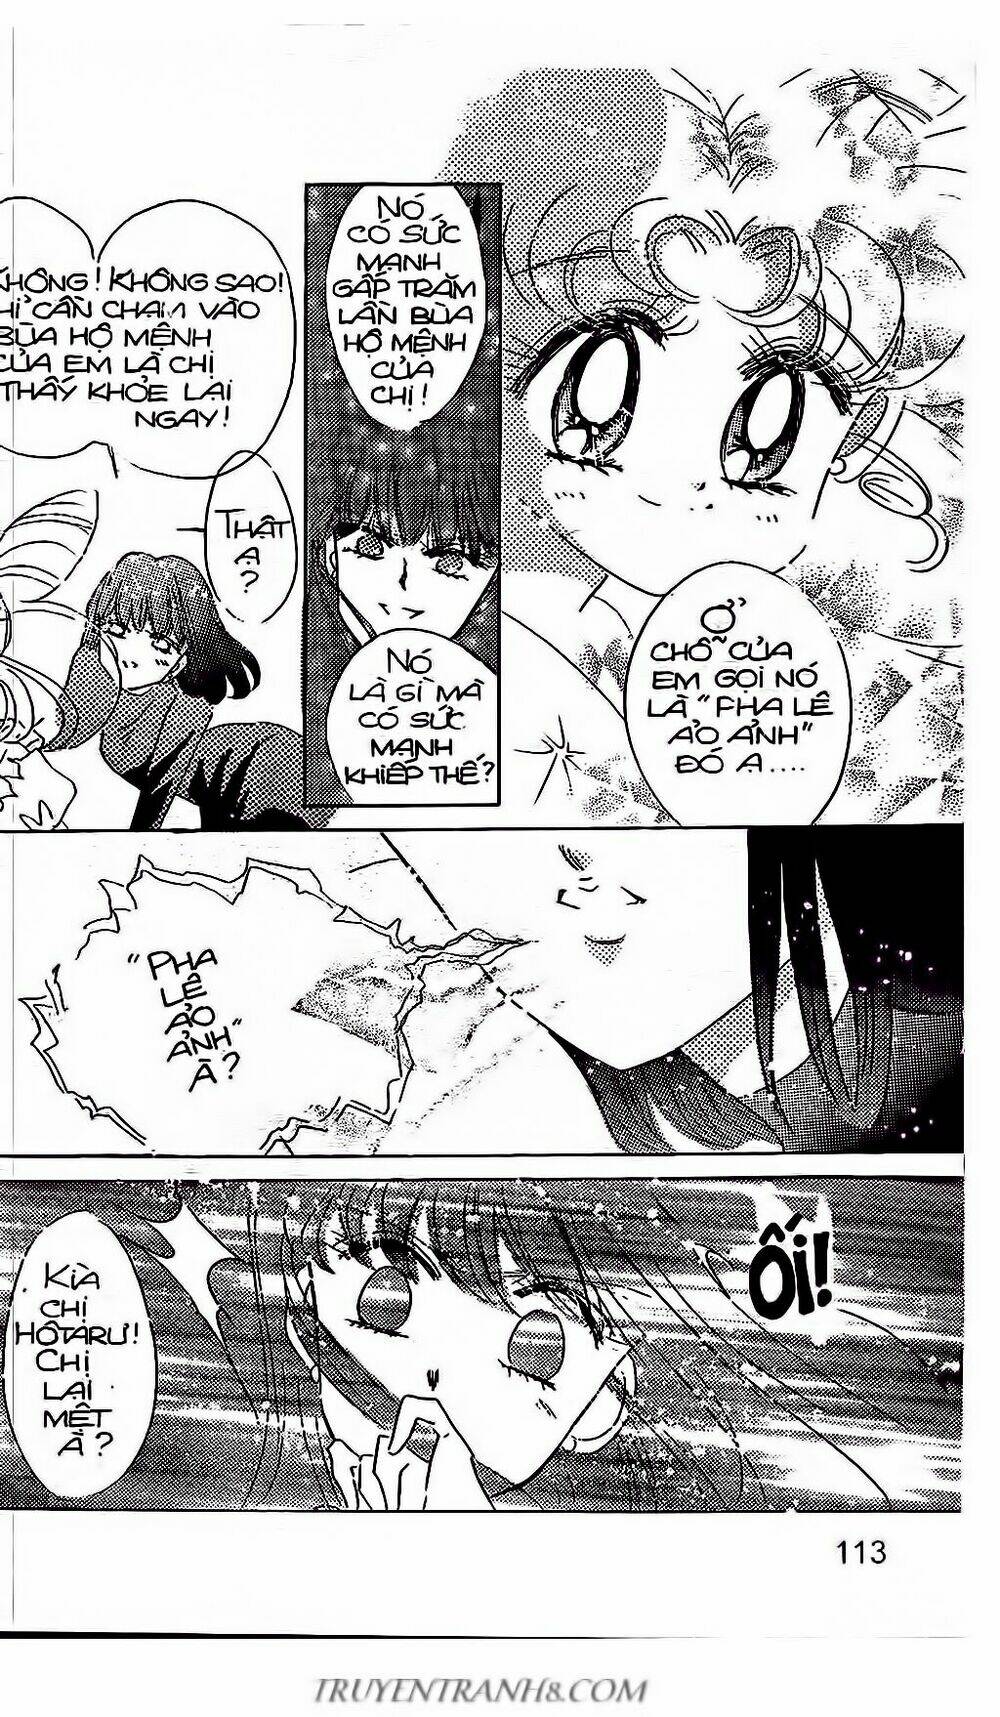 Ở
CHỖ CỦA
EM GỌI NÓ
LÀ "PHA LÊ
ẢO ẢNH"
ĐÓ Ạ....
NÓ
CÓ SỨC
MẠNH
GẤP TRĂM
LẦN BÙA
HỘ MỆNH
CỦA
CHỊ!
NÓ
LÀ GÌ MÀ
CÓ SỨC
MẠNH
KHIẾP THẾ?
KHÔNG! KHÔNG SAO!
CẦN CHẠM VÀO
BÙA HỘ MỆNH
CỦA EM LÀ CHỊ
THẤY KHỎE LẠI
NGAY!
THẬT
Ạ?
"PHA
LÊ
ẢO
ẢNH"
À?
ỐI!
KÌA
CHỊ
HÔTARƯ!
CHỊ
LẠI
MỆT
À?
113
TRUYENTRANH8.COM